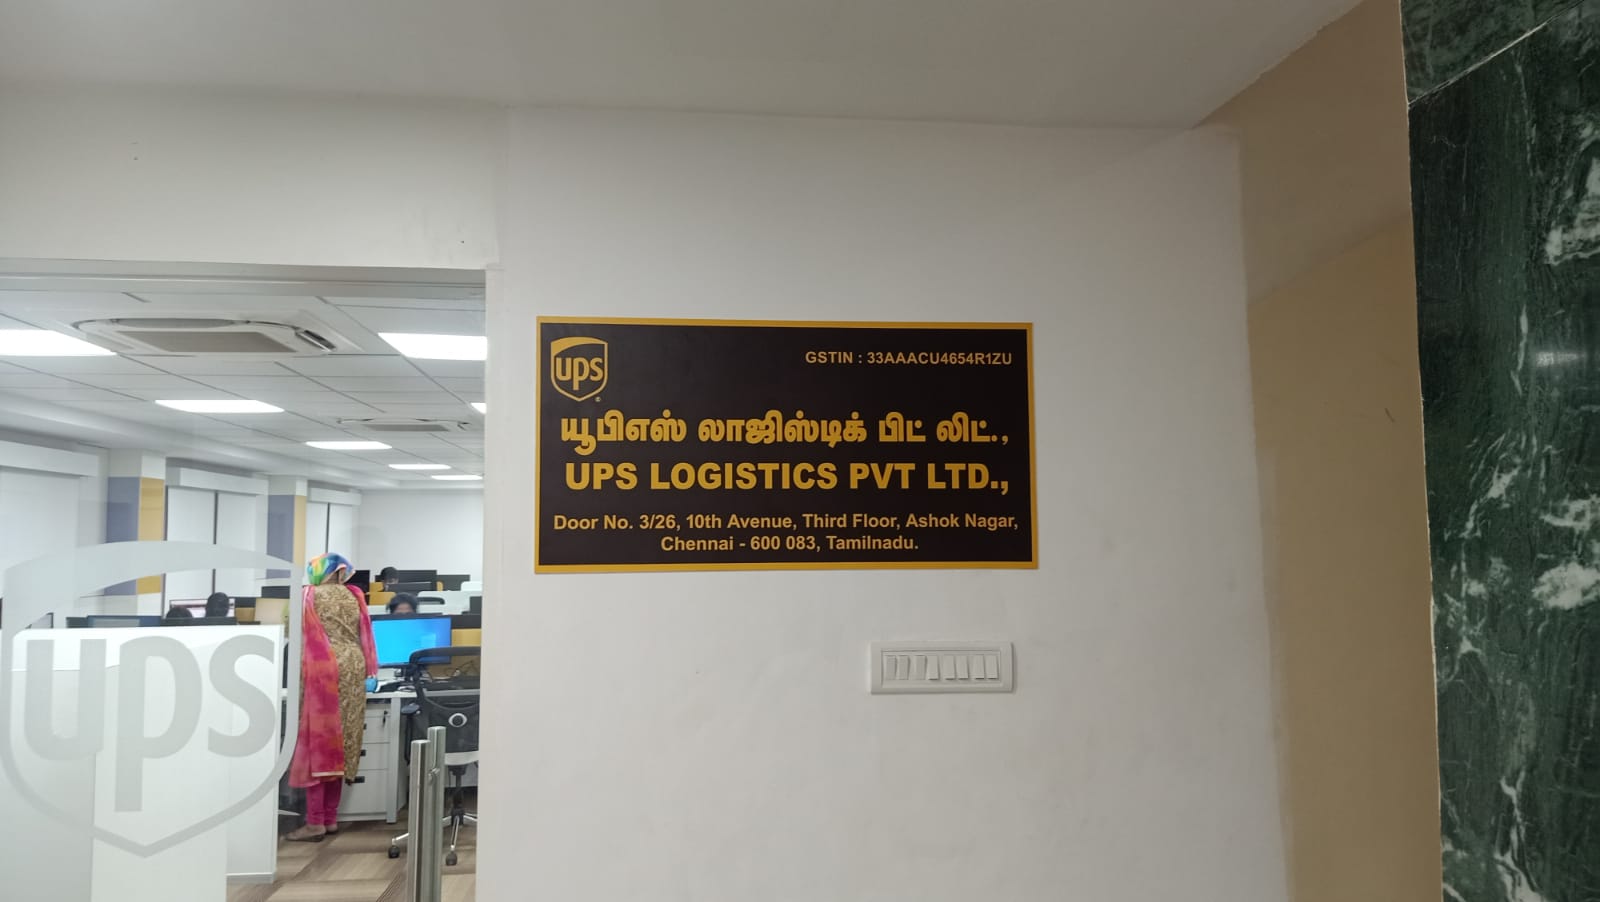 ups
GSTIN : 33AAACU4654R1ZU
யூபிஎஸ் லாஜிஸ்டிக் பிட் லிட்.,
UPS LOGISTICS PVT LTD.,
Door No. 3/26, 10th Avenue, Third Floor, Ashok Nagar,
Chennai - 600 083, Tamilnadu.
ups